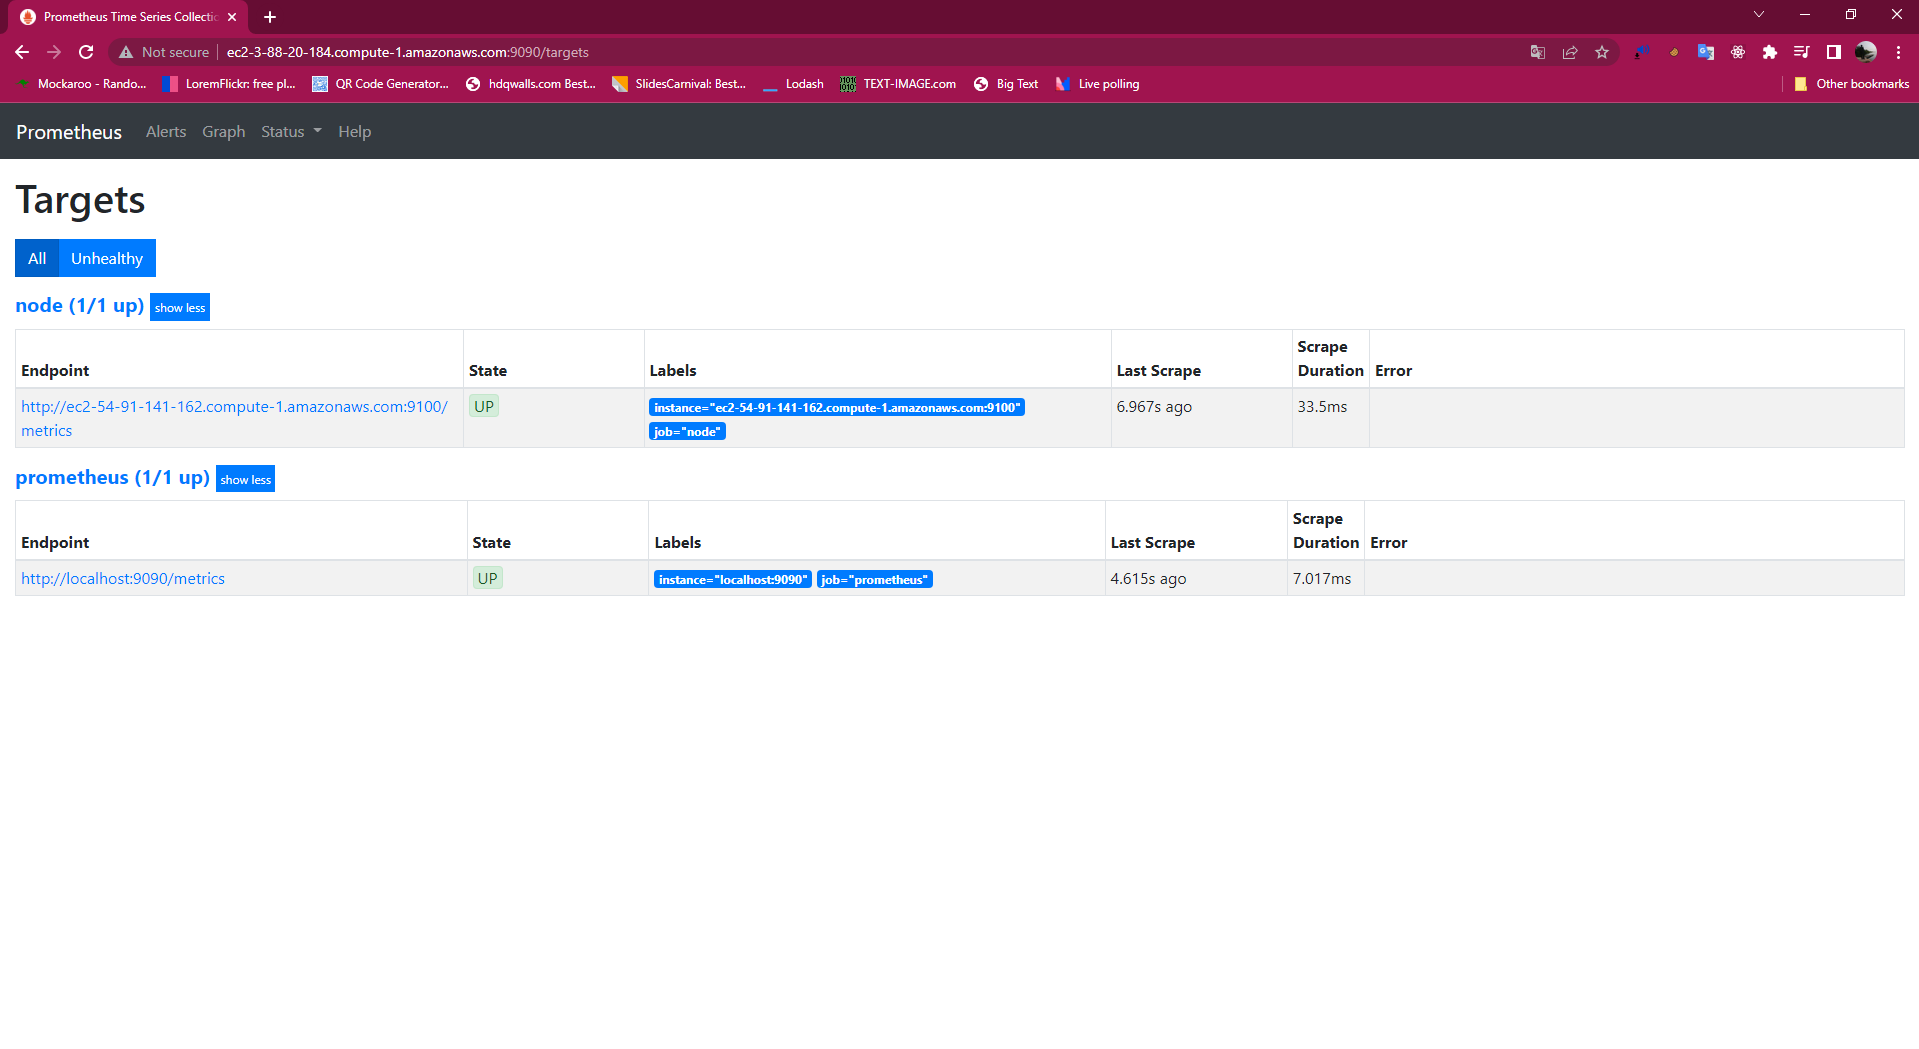 Prometheus Time Series Collectio
Not secure ec2-3-88-20-184.compute-1.amazonaws.com:9090/targets
Mockaroo - Rando... LoremFlickr: free pl... QR Code Generator... hdqwalls.com Best... SlidesCarnival: Best... Lodash TEXT-IMAGE.com Big Text Live polling Other bookmarks
Prometheus Alerts Graph Status Help
Targets
All Unhealthy
node (1/1 up) show less
Endpoint State Labels Last Scrape Scrape Duration Error
http://ec2-54-91-141-162.compute-1.amazonaws.com:9100/ UP instance="ec2-54-91-141-162.compute-1.amazonaws.com:9100" 6.967s ago 33.5ms
metrics job="node"
prometheus (1/1 up) show less
Endpoint State Labels Last Scrape Scrape Duration Error
http://localhost:9090/metrics UP instance="localhost:9090" job="prometheus" 4.615s ago 7.017ms